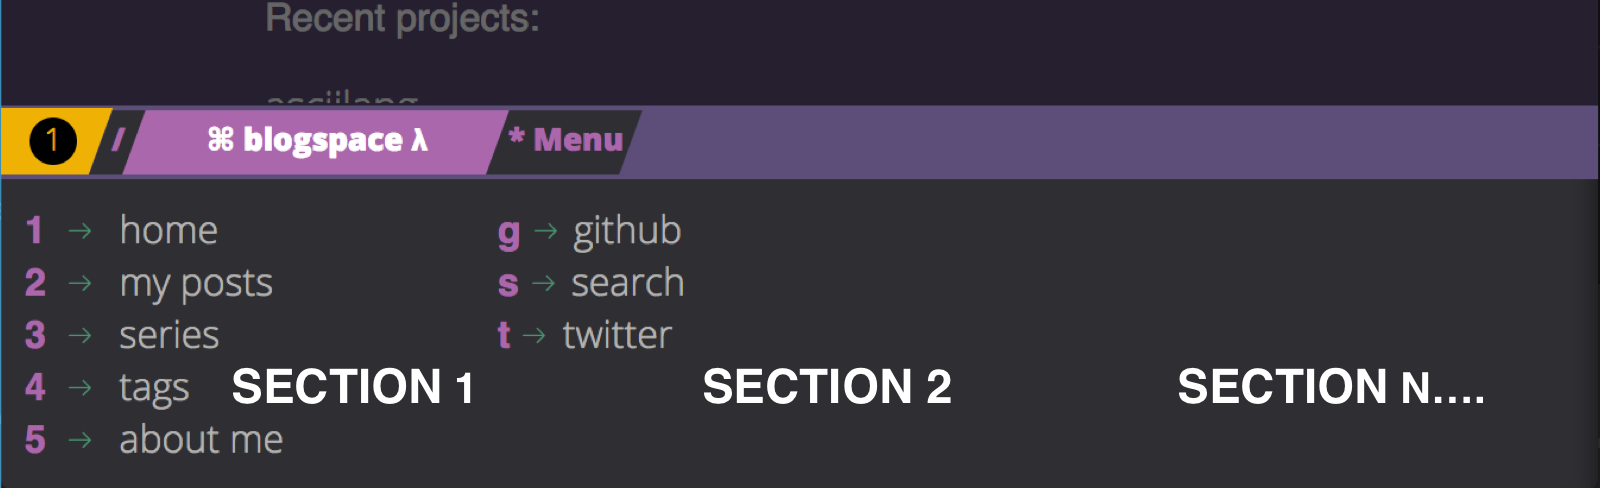 Recent projects:
asciilang
1 / ⌘ blogspace λ * Menu
1 → home
2 → my posts
3 → series
4 → tags
5 → about me
g → github
s → search
t → twitter
SECTION 1
SECTION 2
SECTION N....